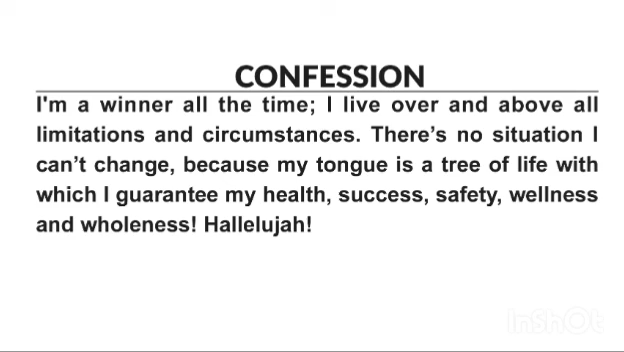 CONFESSION
I'm a winner all the time; I live over and above all
limitations and circumstances. There’s no situation I
can’t change, because my tongue is a tree of life with
which I guarantee my health, success, safety, wellness
and wholeness! Hallelujah!
InShOt